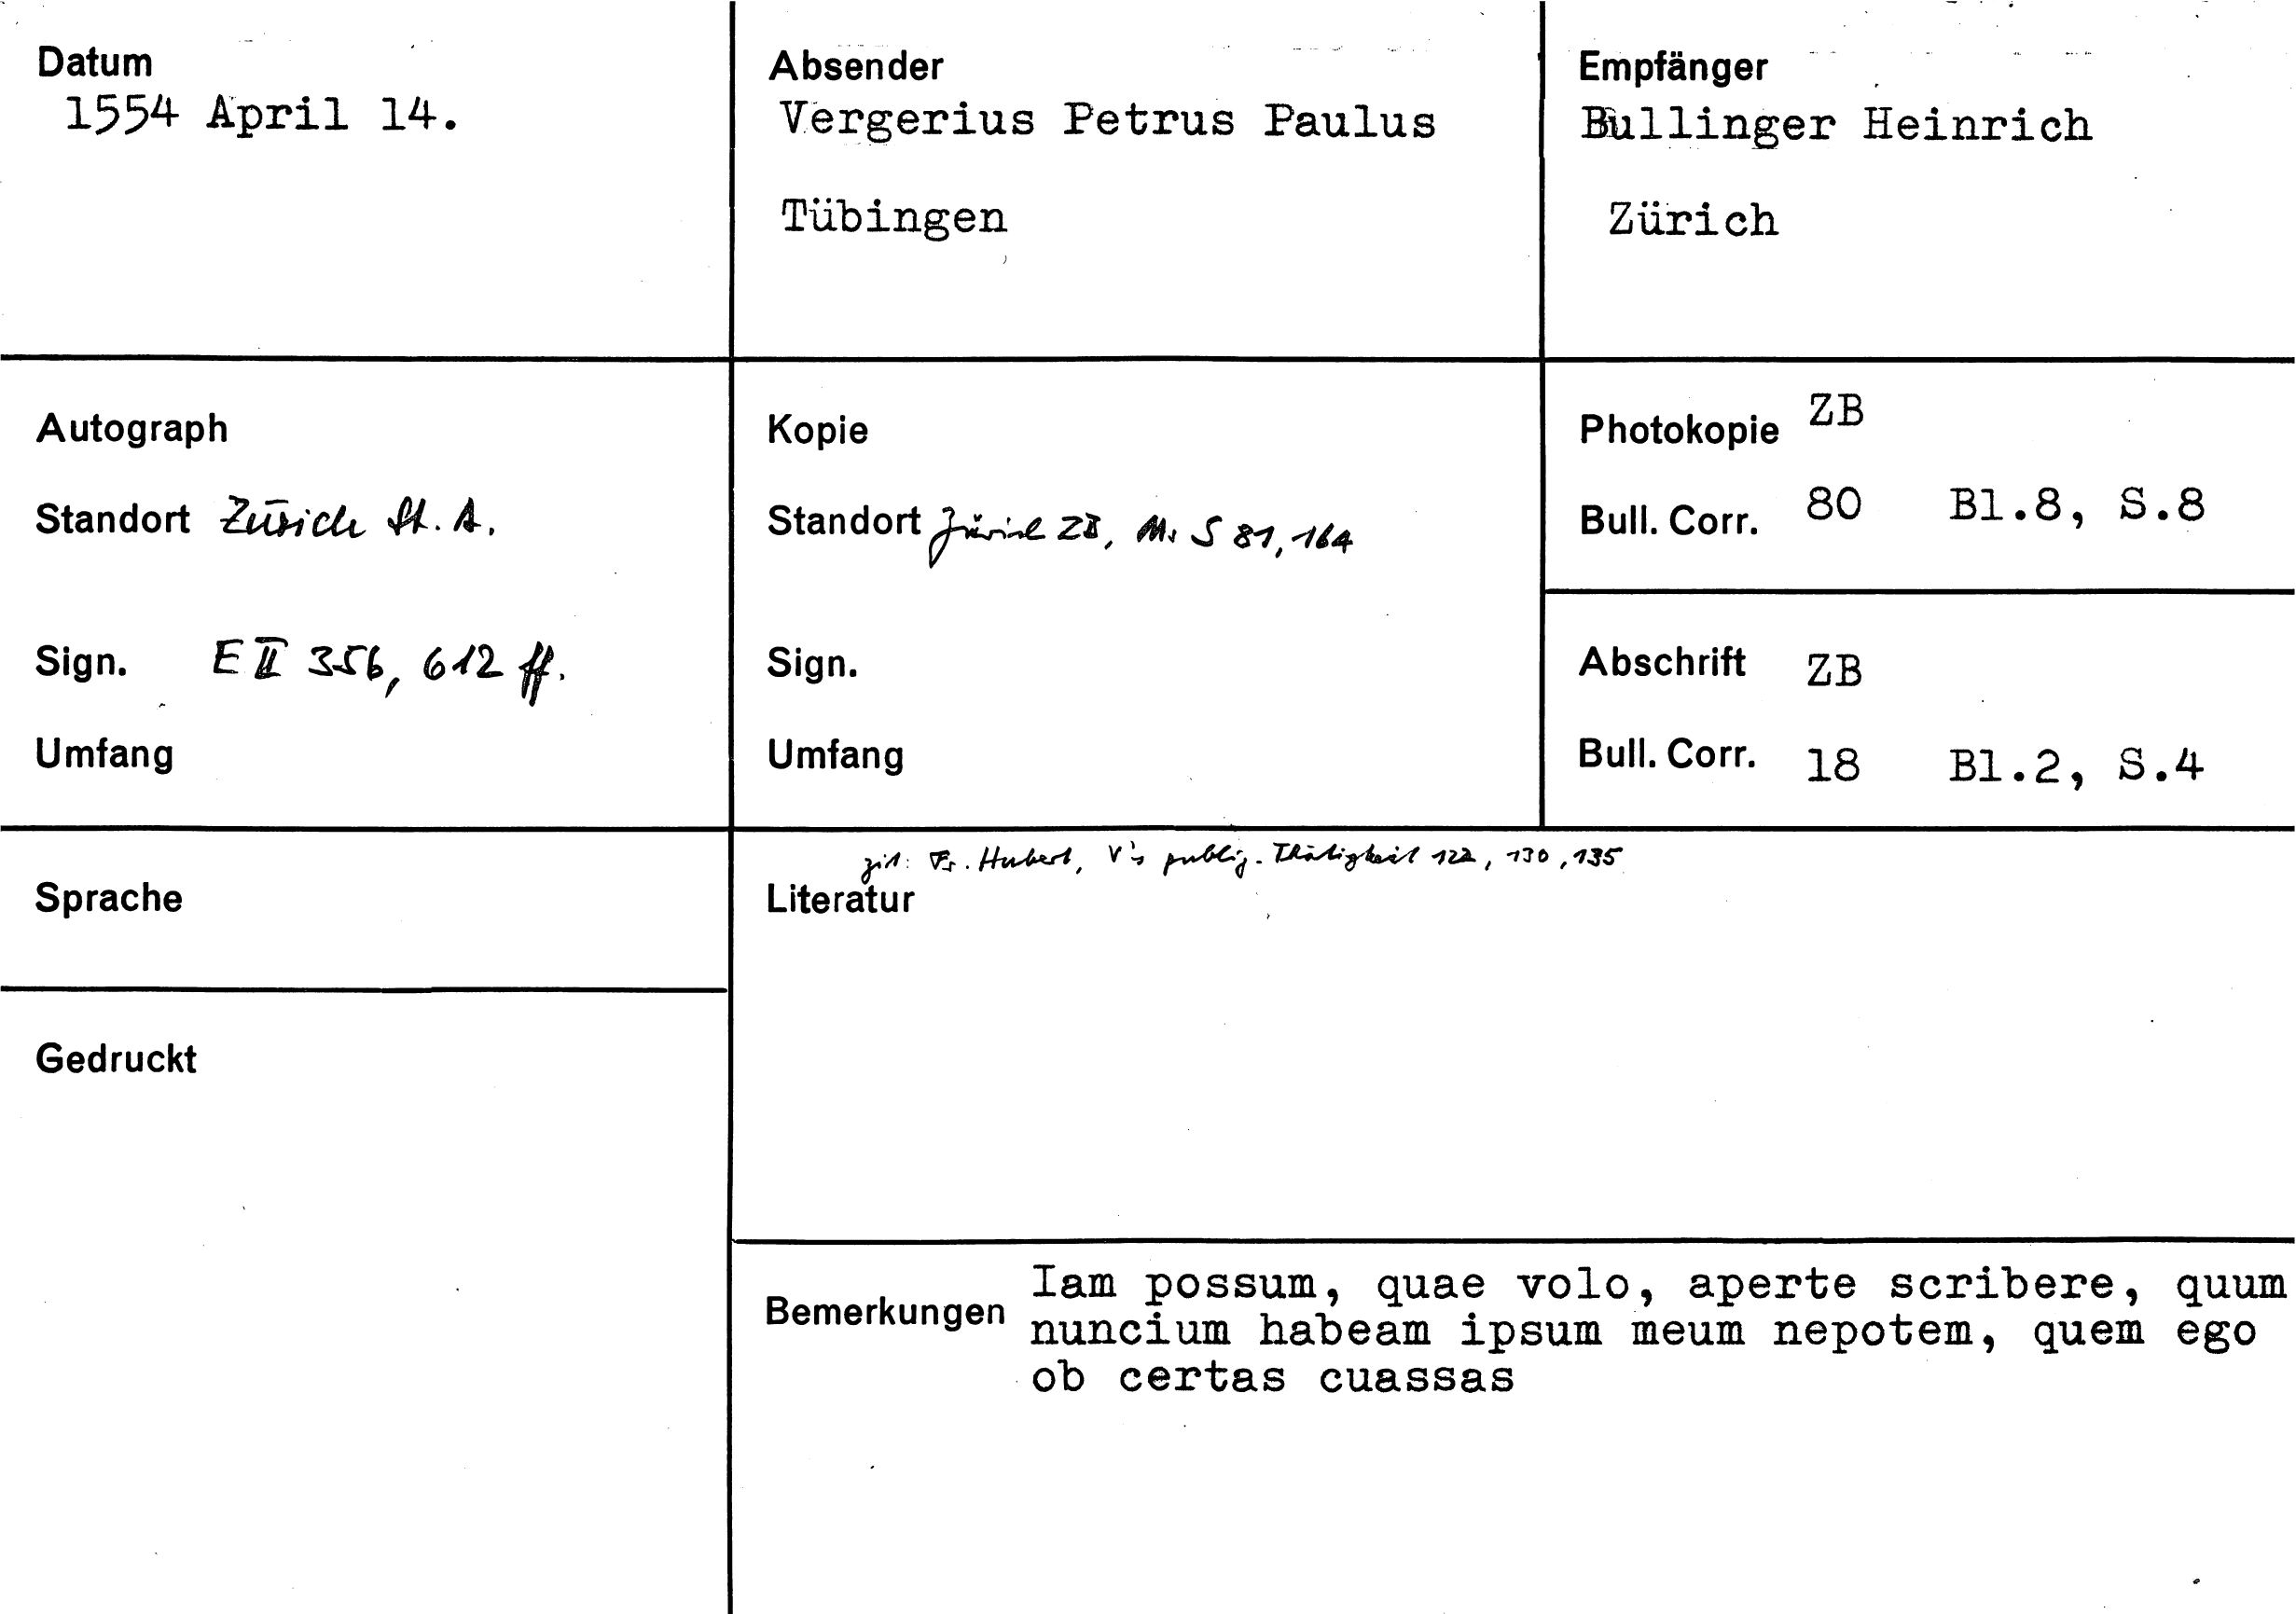 Datum
1554 April 14.
Absender
Vergerius Petrus Paulus
Tübingen
Empfänger
Bullinger Heinrich
Zürich
Autograph
Standort Zürich St. A.
Sign. E II 356, 612 ff.
Umfang
Kopie
Standort Zürich ZB, Ms S 81, 164
Sign.
Umfang
Photokopie ZB
Bull. Corr. 80 Bl.8, S.8
Abschrift ZB
Bull. Corr. 18 Bl.2, S.4
Sprache
Gedruckt
zit: Fr. Hubert, V's publiz. Thätigkeit 122, 130, 135
Literatur
Bemerkungen Iam possum, quae volo, aperte scribere, quum
nuncium habeam ipsum meum nepotem, quem ego
ob certas cuassas